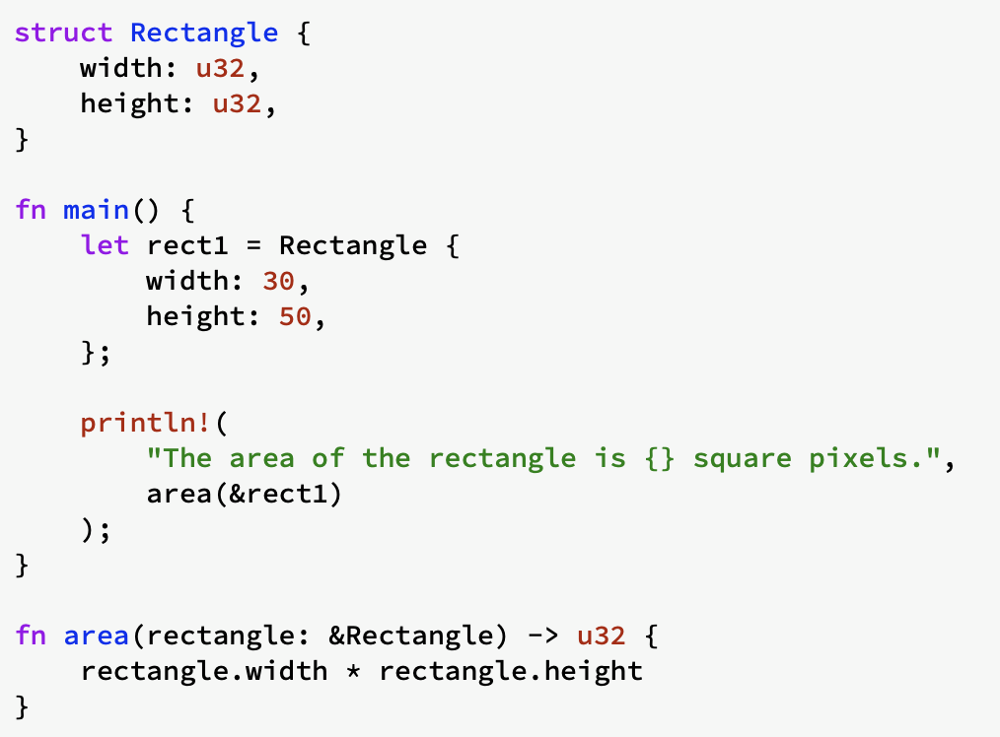 struct Rectangle {
    width: u32,
    height: u32,
}

fn main() {
    let rect1 = Rectangle {
        width: 30,
        height: 50,
    };

    println!(
        "The area of the rectangle is {} square pixels.",
        area(&rect1)
    );
}

fn area(rectangle: &Rectangle) -> u32 {
    rectangle.width * rectangle.height
}